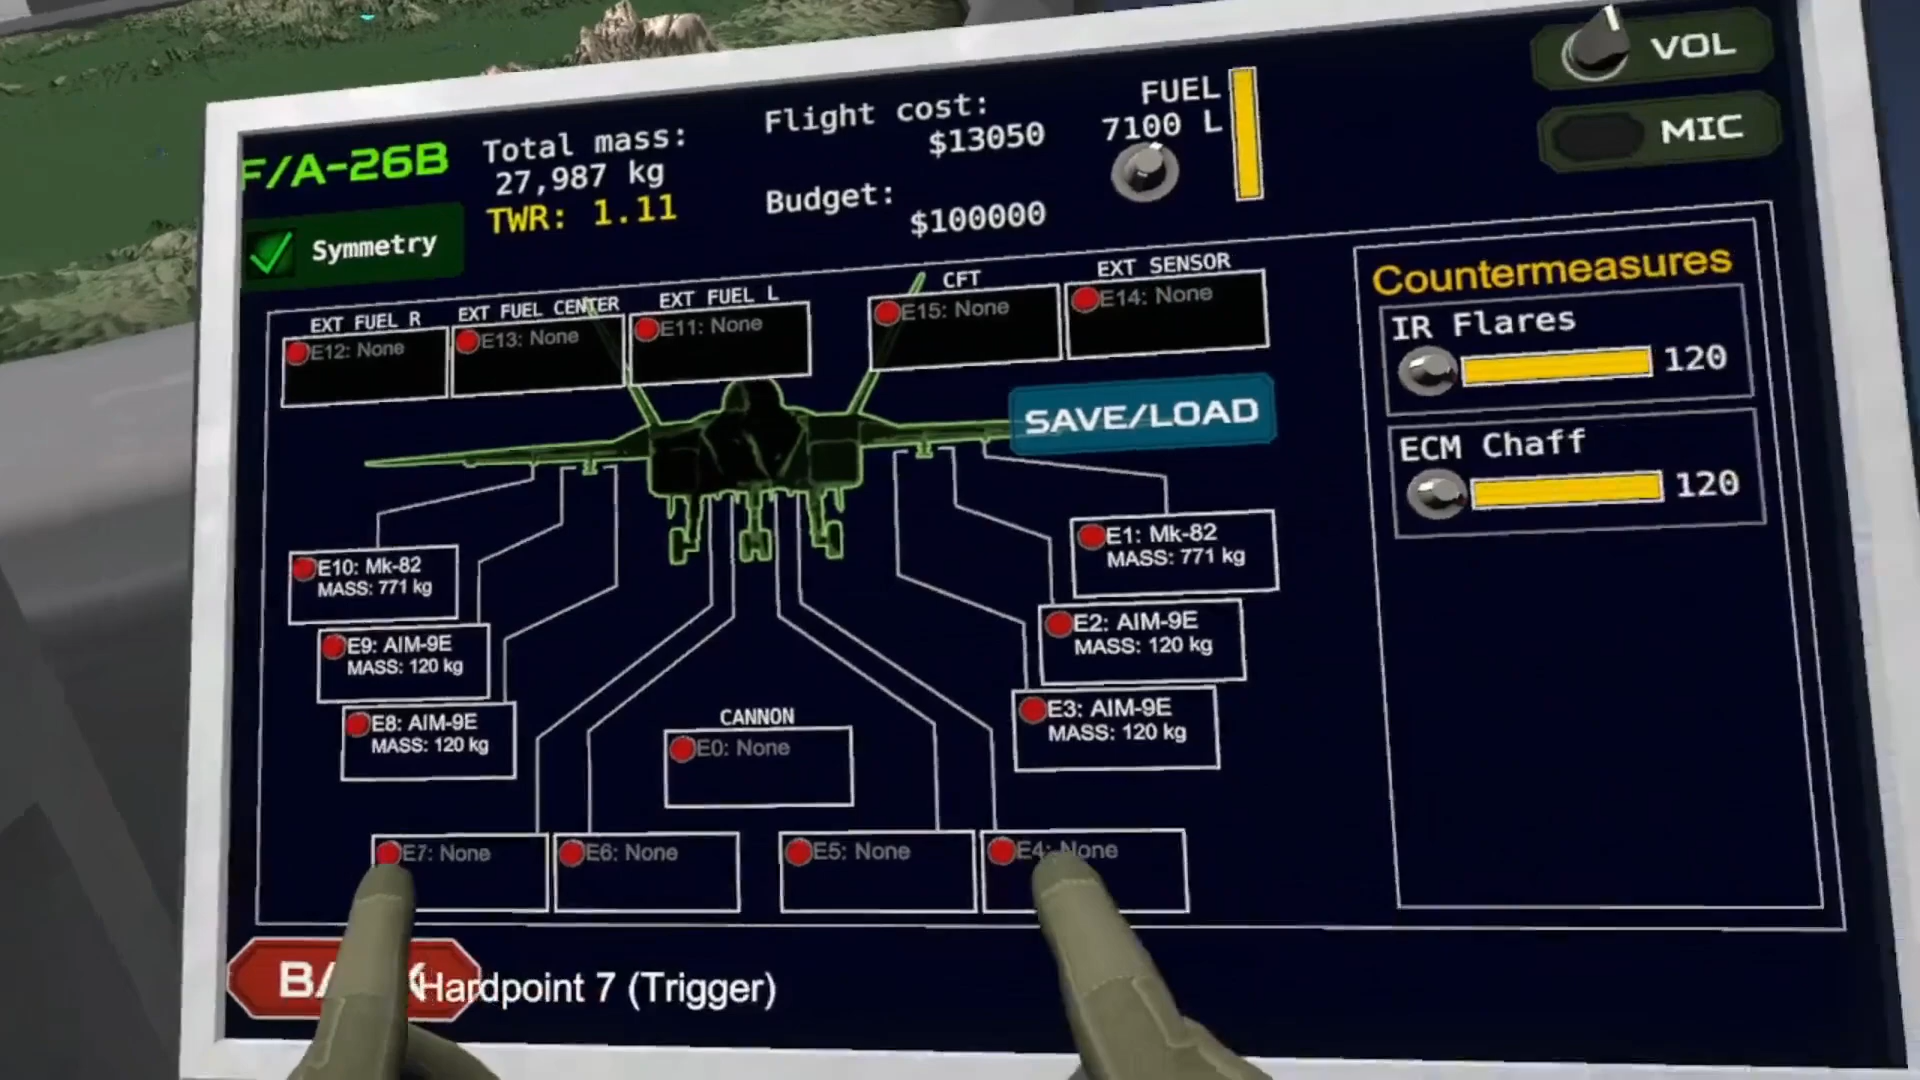 F/A-26B
Symmetry
Total mass:
27,987 kg
TWR: 1.11
Flight cost:
$13050
Budget:
$100000
FUEL
7100 L
VOL
MIC
EXT FUEL R
E12: None
EXT FUEL CENTER
E13: None
EXT FUEL L
E11: None
CFT
E15: None
EXT SENSOR
E14: None
SAVE/LOAD
Countermeasures
IR Flares
120
ECM Chaff
120
E10: Mk-82
MASS: 771 kg
E9: AIM-9E
MASS: 120 kg
E8: AIM-9E
MASS: 120 kg
E1: Mk-82
MASS: 771 kg
E2: AIM-9E
MASS: 120 kg
E3: AIM-9E
MASS: 120 kg
CANNON
E0: None
E7: None
E6: None
E5: None
E4: None
Hardpoint 7 (Trigger)